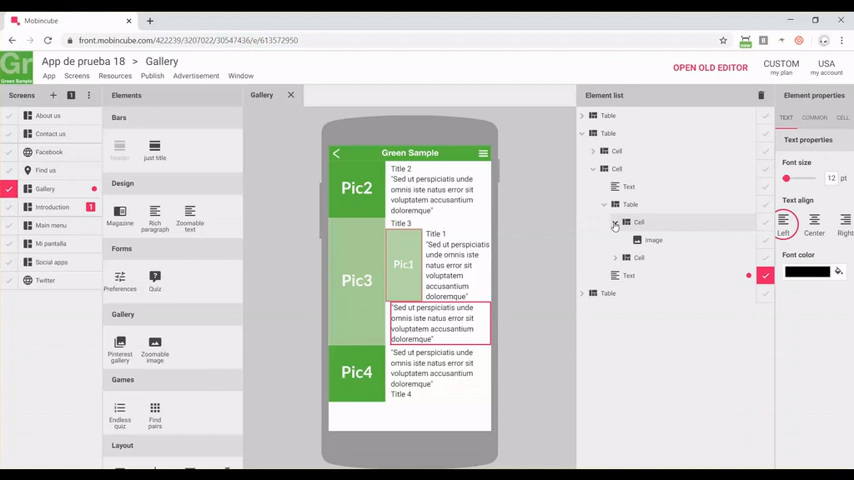 Mobincube
front.mobincube.com/422239/3207022/30547436/e/613572950
Gr
Green Sample
App de prueba 18 > Gallery
App Screens Resources Publish Advertisement Window
OPEN OLD EDITOR
CUSTOM
my plan
USA
my account
Screens
1
About us
Contact us
Facebook
Find us
Gallery
Introduction
1
Main menu
Mi pantalla
Social apps
Twitter
Elements
Bars
header
just title
Design
Magazine
Rich
paragraph
Zoomable
text
Forms
Preferences
Quiz
Gallery
Pinterest
gallery
Zoomable
image
Games
Endless
quiz
Find
pairs
Layout
Gallery
Green Sample
Pic2
Title 2
"Sed ut perspiciatis unde
omnis iste natus error sit
voluptatem accusantium
doloremque"
Pic3
Title 3
Pic1
Title 1
"Sed ut perspiciatis
unde omnis iste
natus error sit
voluptatem
accusantium
doloremque"
"Sed ut perspiciatis unde
omnis iste natus error sit
voluptatem accusantium
doloremque"
Pic4
"Sed ut perspiciatis unde
omnis iste natus error sit
voluptatem accusantium
doloremque"
Title 4
Element list
Table
Table
Cell
Cell
Text
Table
Cell
Image
Cell
Text
Table
Element properties
TEXT COMMON CELL
Text properties
Font size
12 pt
Text align
Left
Center
Right
Font color